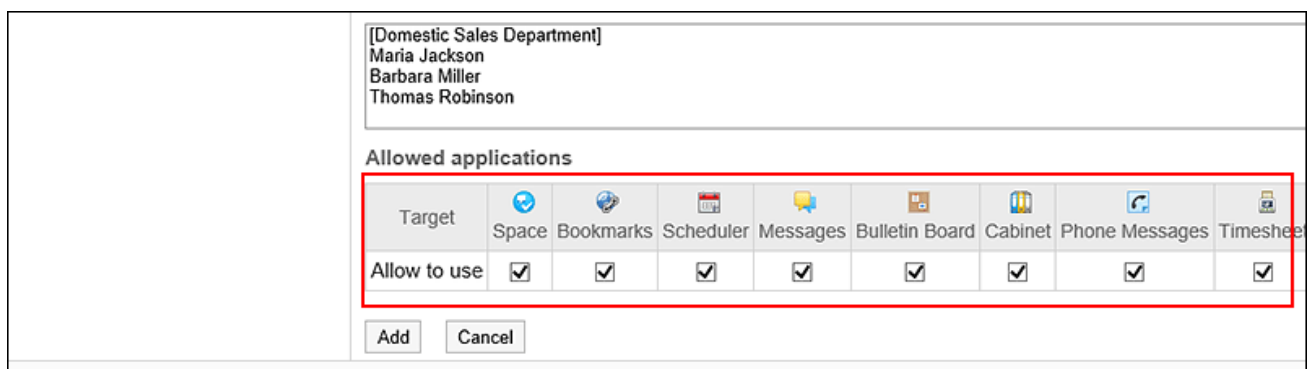 [Domestic Sales Department]
Maria Jackson
Barbara Miller
Thomas Robinson
Allowed applications
Target Space Bookmarks Scheduler Messages Bulletin Board Cabinet Phone Messages Timesheet
Allow to use
Add Cancel